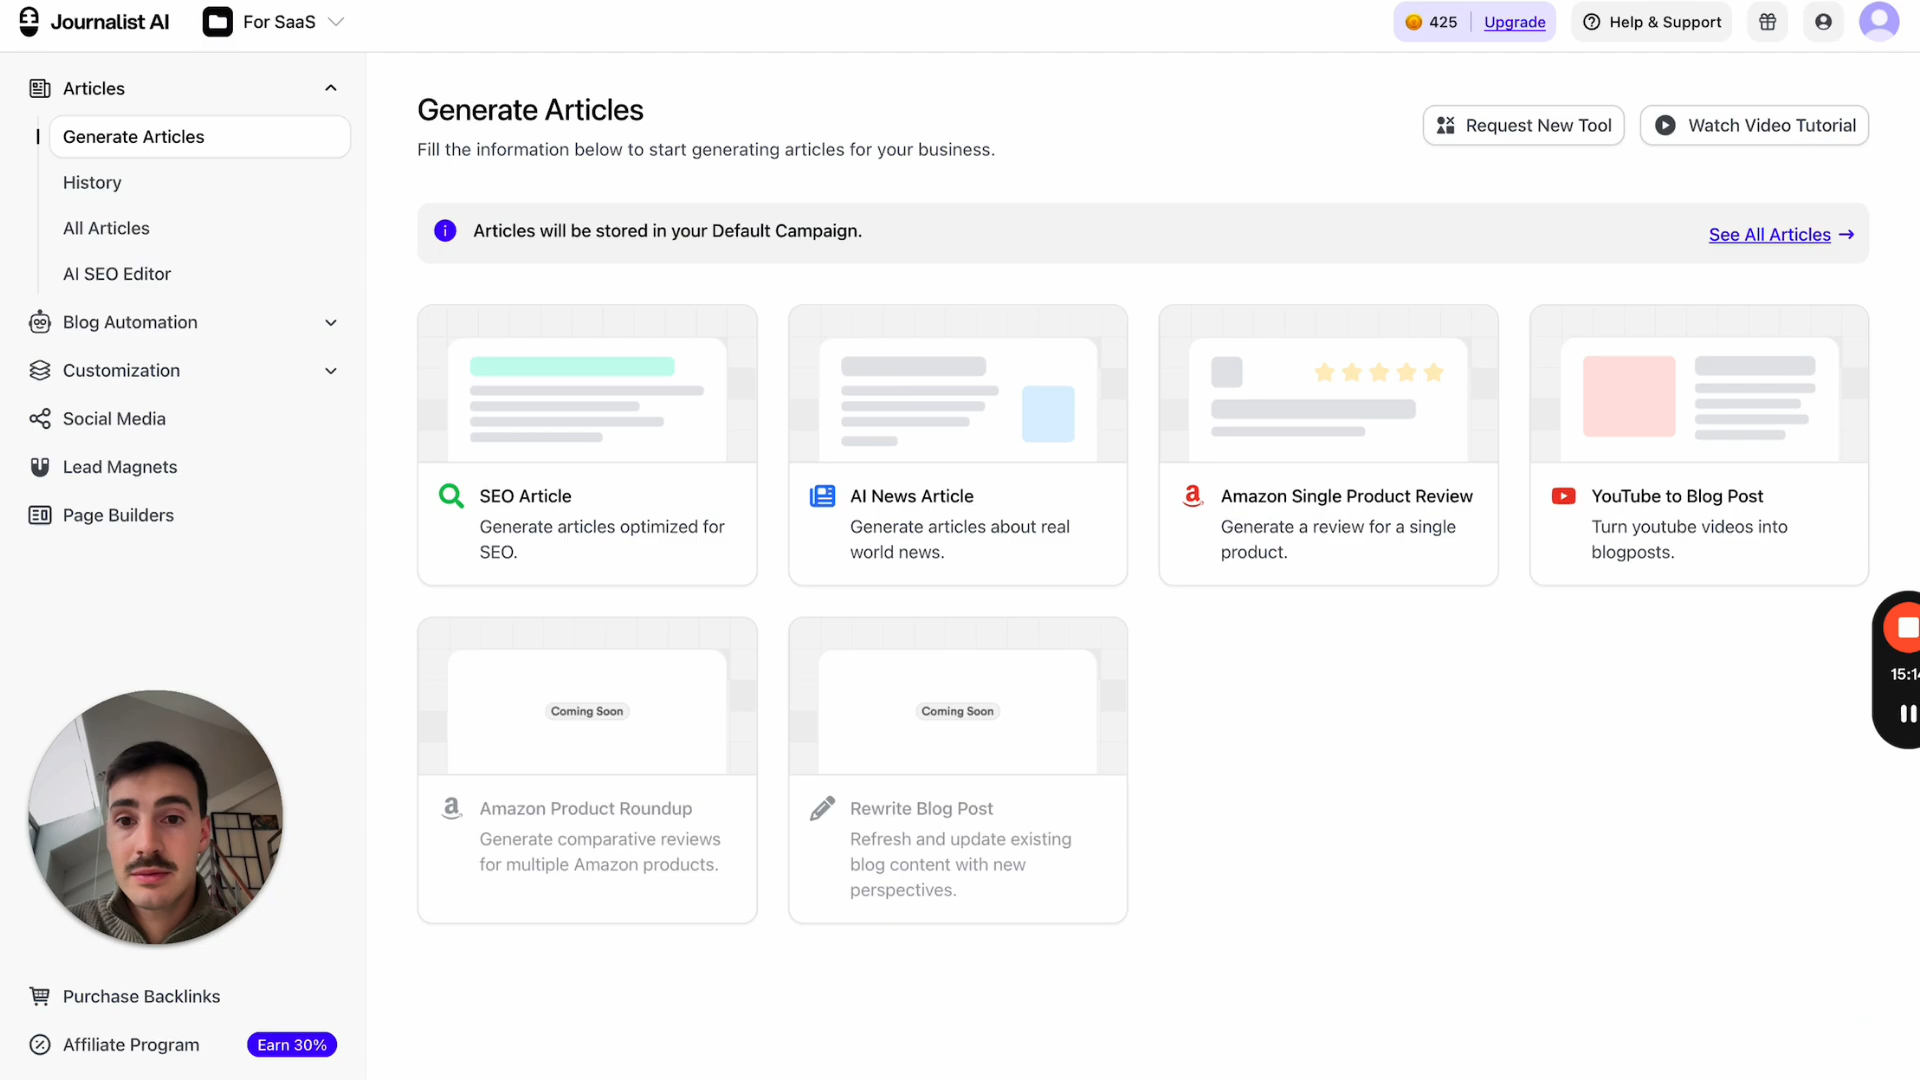 Journalist AI
For SaaS
425
Upgrade
Help & Support
Articles
Generate Articles
History
All Articles
AI SEO Editor
Blog Automation
Customization
Social Media
Lead Magnets
Page Builders
Purchase Backlinks
Affiliate Program
Earn 30%
Generate Articles
Fill the information below to start generating articles for your business.
Request New Tool
Watch Video Tutorial
Articles will be stored in your Default Campaign.
See All Articles →
SEO Article
Generate articles optimized for
SEO.
AI News Article
Generate articles about real
world news.
Amazon Single Product Review
Generate a review for a single
product.
YouTube to Blog Post
Turn youtube videos into
blogposts.
Coming Soon
Amazon Product Roundup
Generate comparative reviews
for multiple Amazon products.
Coming Soon
Rewrite Blog Post
Refresh and update existing
blog content with new
perspectives.